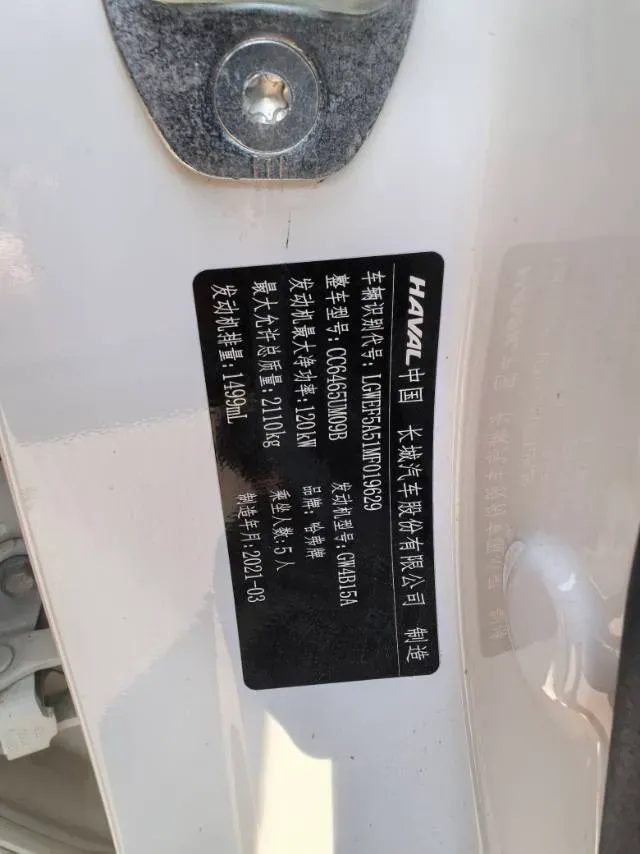 HAVAL 中国 长城汽车股份有限公司 制造
车辆识别代号:LGWEF5A51MF019629
整车型号:CC6465UM09B 发动机型号:GW4B15A
发动机最大净功率:120kW 品牌:哈弗牌
最大允许总质量:2110kg 乘坐人数:5人
发动机排量:1499mL 制造年月:2021-03